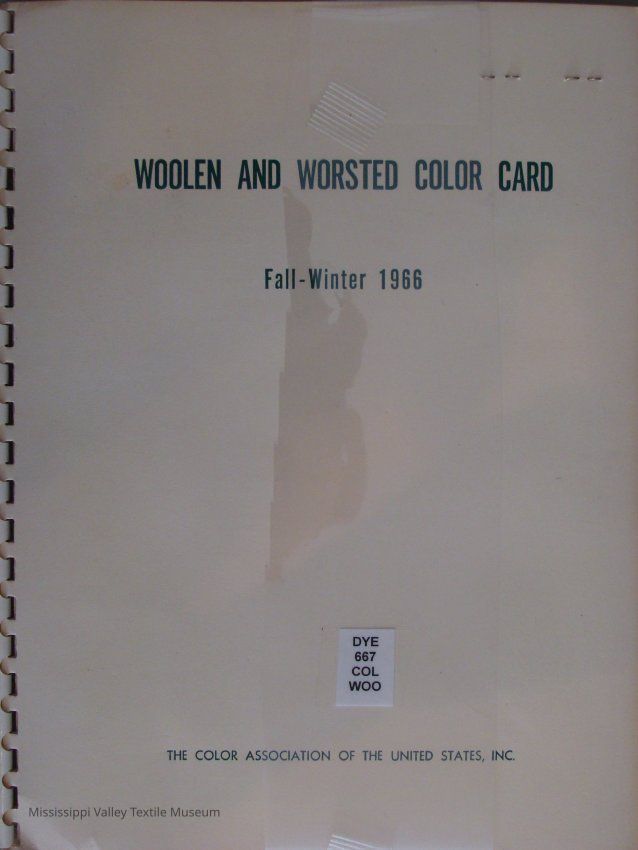 WOOLEN AND WORSTED COLOR CARD
Fall-Winter 1966
DYE
667
COL
WOO
THE COLOR ASSOCIATION OF THE UNITED STATES, INC.
Mississippi Valley Textile Museum